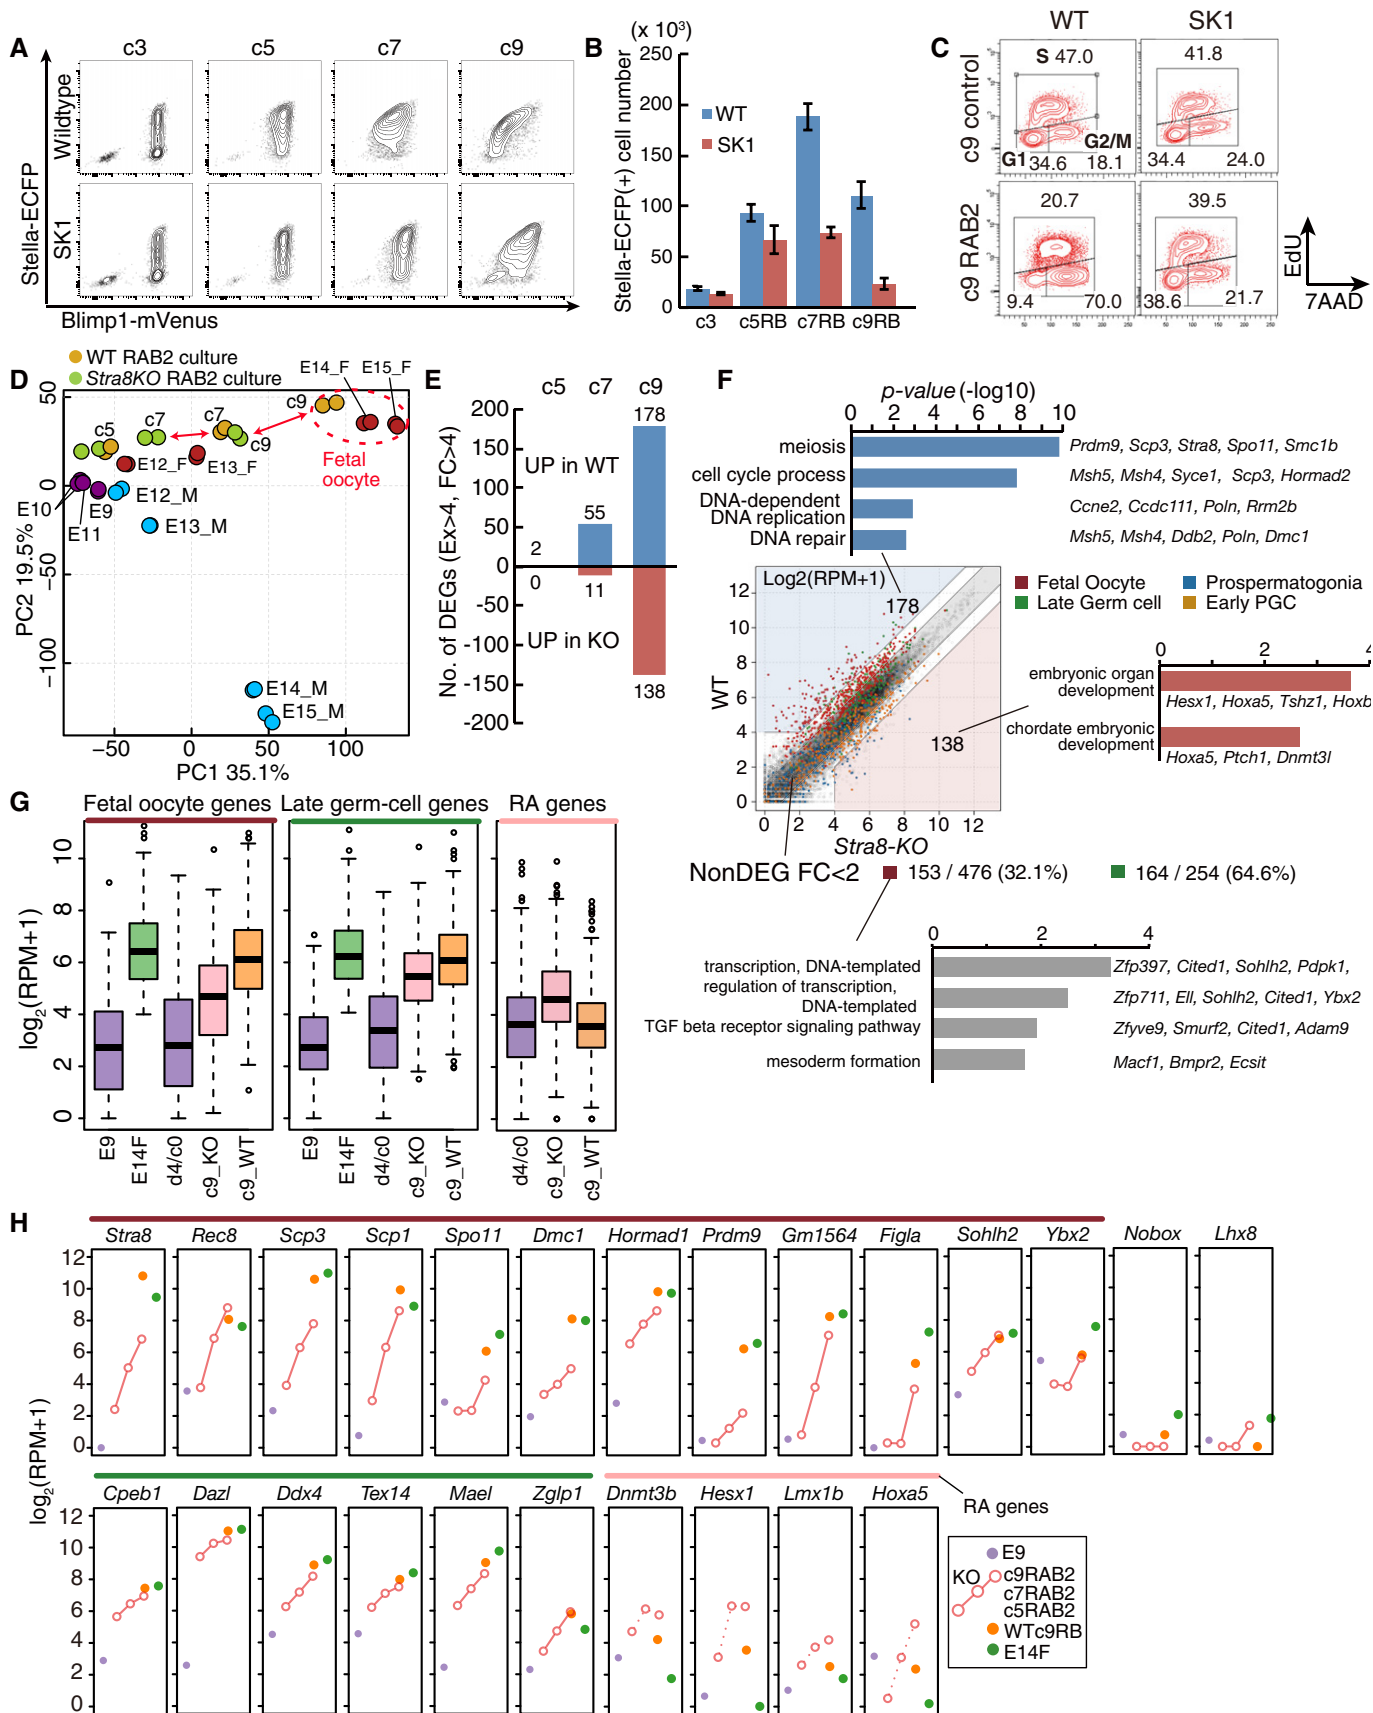 A
c3
c5
c7
c9
Wildtype
SK1
Stella-ECFP
Blimp1-mVenus
B
(x 10³)
Stella-ECFP(+) cell number
250
200
150
100
50
0
WT
SK1
c3
c5RB
c7RB
c9RB
C
WT
SK1
c9 control
S 47.0
G1
34.6
G2/M
18.1
41.8
34.4
24.0
c9 RAB2
20.7
9.4
70.0
39.5
38.6
21.7
0 50 100 150 200 250
0 50 100 150 200 250
EdU
7AAD
D
WT RAB2 culture
Stra8KO RAB2 culture
PC2 19.5%
50
0
−50
−100
−50
0
50
100
PC1 35.1%
c5
c7
c7
c9
c9
E14_F
E15_F
E12_F
E13_F
Fetal
oocyte
E10
E11
E9
E12_M
E13_M
E14_M
E15_M
E
c5
c7
c9
No. of DEGs (Ex>4, FC>4)
200
150
100
50
0
-50
-100
-150
-200
UP in WT
UP in KO
2
0
55
11
178
138
F
p-value (-log10)
0 2 4 6 8 10
meiosis
Prdm9, Scp3, Stra8, Spo11, Smc1b
cell cycle process
Msh5, Msh4, Syce1, Scp3, Hormad2
DNA-dependent
DNA replication
Ccne2, Ccdc111, Poln, Rrm2b
DNA repair
Msh5, Msh4, Ddb2, Poln, Dmc1
Log2(RPM+1)
178
138
WT
12
10
8
6
4
2
0
0 2 4 6 8 10 12
Stra8-KO
Fetal Oocyte
Prospermatogonia
Late Germ cell
Early PGC
0 2 4
embryonic organ
development
Hesx1, Hoxa5, Tshz1, Hoxb
chordate embryonic
development
Hoxa5, Ptch1, Dnmt3l
NonDEG FC<2
153 / 476 (32.1%)
164 / 254 (64.6%)
0 2 4
transcription, DNA-templated
Zfp397, Cited1, Sohlh2, Pdpk1,
regulation of transcription,
DNA-templated
Zfp711, Ell, Sohlh2, Cited1, Ybx2
TGF beta receptor signaling pathway
Zfyve9, Smurf2, Cited1, Adam9
mesoderm formation
Macf1, Bmpr2, Ecsit
G
Fetal oocyte genes
Late germ-cell genes
RA genes
log₂(RPM+1)
10
8
6
4
2
0
E9
E14F
d4/c0
c9_KO
c9_WT
E9
E14F
d4/c0
c9_KO
c9_WT
d4/c0
c9_KO
c9_WT
H
Stra8
Rec8
Scp3
Scp1
Spo11
Dmc1
Hormad1
Prdm9
Gm1564
Figla
Sohlh2
Ybx2
Nobox
Lhx8
12
10
8
6
4
2
0
log₂(RPM+1)
Cpeb1
Dazl
Ddx4
Tex14
Mael
Zglp1
Dnmt3b
Hesx1
Lmx1b
Hoxa5
RA genes
12
10
8
6
4
2
0
E9
KO
c9RAB2
c7RAB2
c5RAB2
WTc9RB
E14F